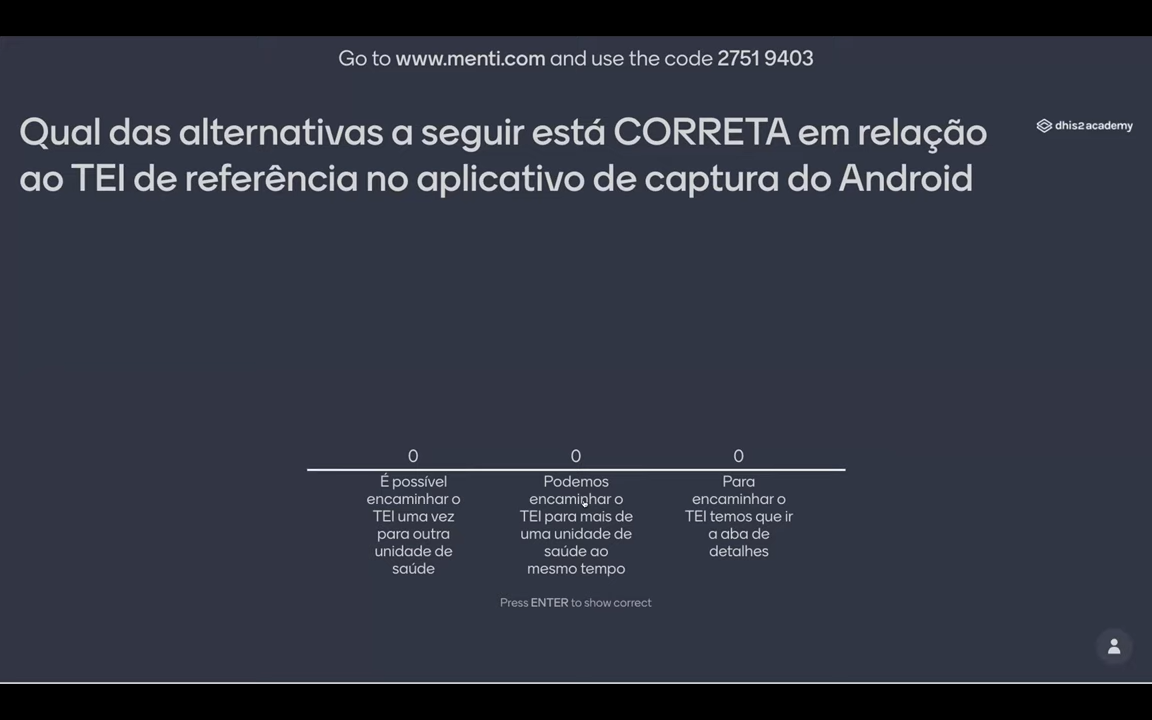 Go to www.menti.com and use the code 2751 9403
Qual das alternativas a seguir está CORRETA em relação
ao TEI de referência no aplicativo de captura do Android
dhis2 academy
0
0
0
É possível
encaminhar o
TEI uma vez
para outra
unidade de
saúde
Podemos
encaminhar o
TEI para mais de
uma unidade de
saúde ao
mesmo tempo
Para
encaminhar o
TEI temos que ir
a aba de
detalhes
Press ENTER to show correct